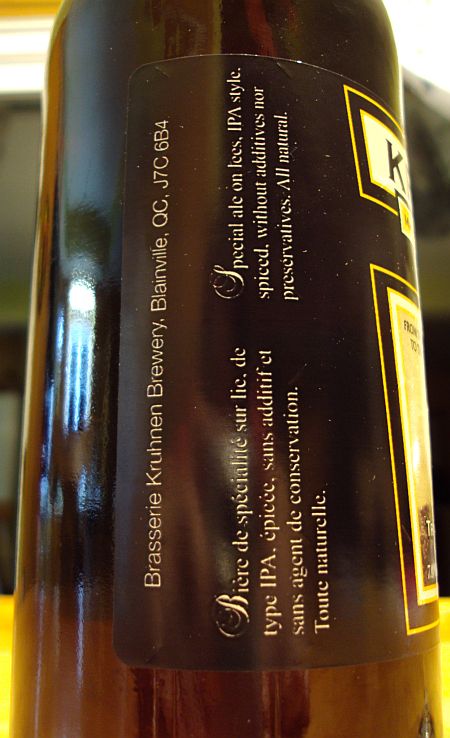 Brasserie Kruhnen Brewery, Blainville, QC, J7C 6B4
Bière de spécialité sur lie, de
type IPA, épicée, sans additif et
sans agent de conservation.
Toute naturelle.
Special ale on lees, IPA style,
spiced, without additives nor
preservatives. All natural.
K
FROM
TO